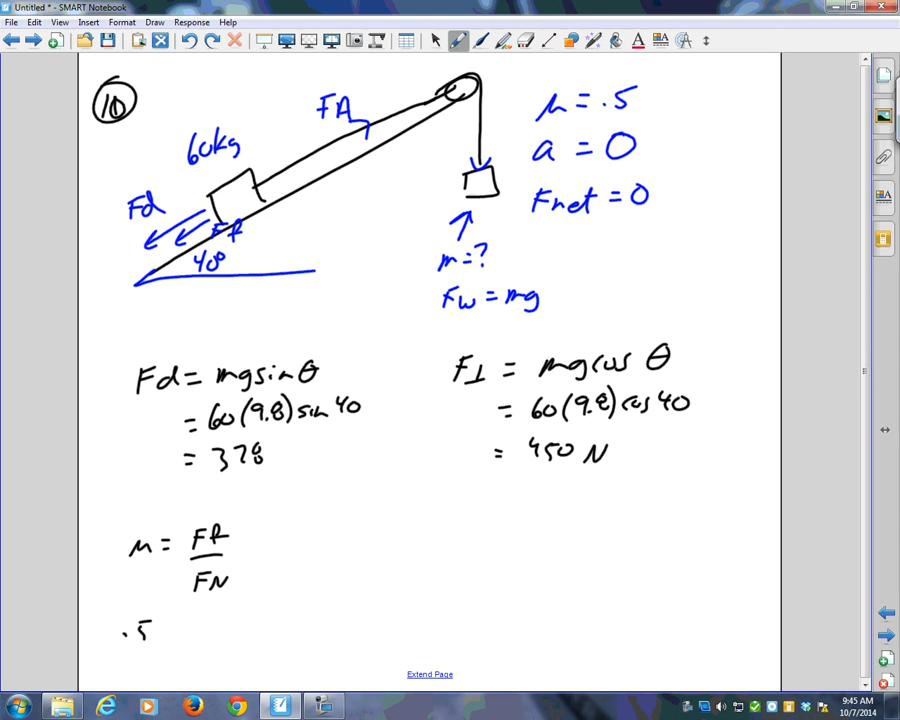 Untitled * - SMART Notebook
File Edit View Insert Format Draw Response Help
10
FA
60kg
Fd
FR
40°
μ = .5
a = 0
Fnet = 0
m = ?
Fw = mg
Fd = mg sin θ
= 60(9.8) sin 40
= 378
F⊥ = mg cos θ
= 60(9.8) cos 40
= 450 N
μ = FR
FN
.5
Extend Page
9:45 AM
10/7/2014